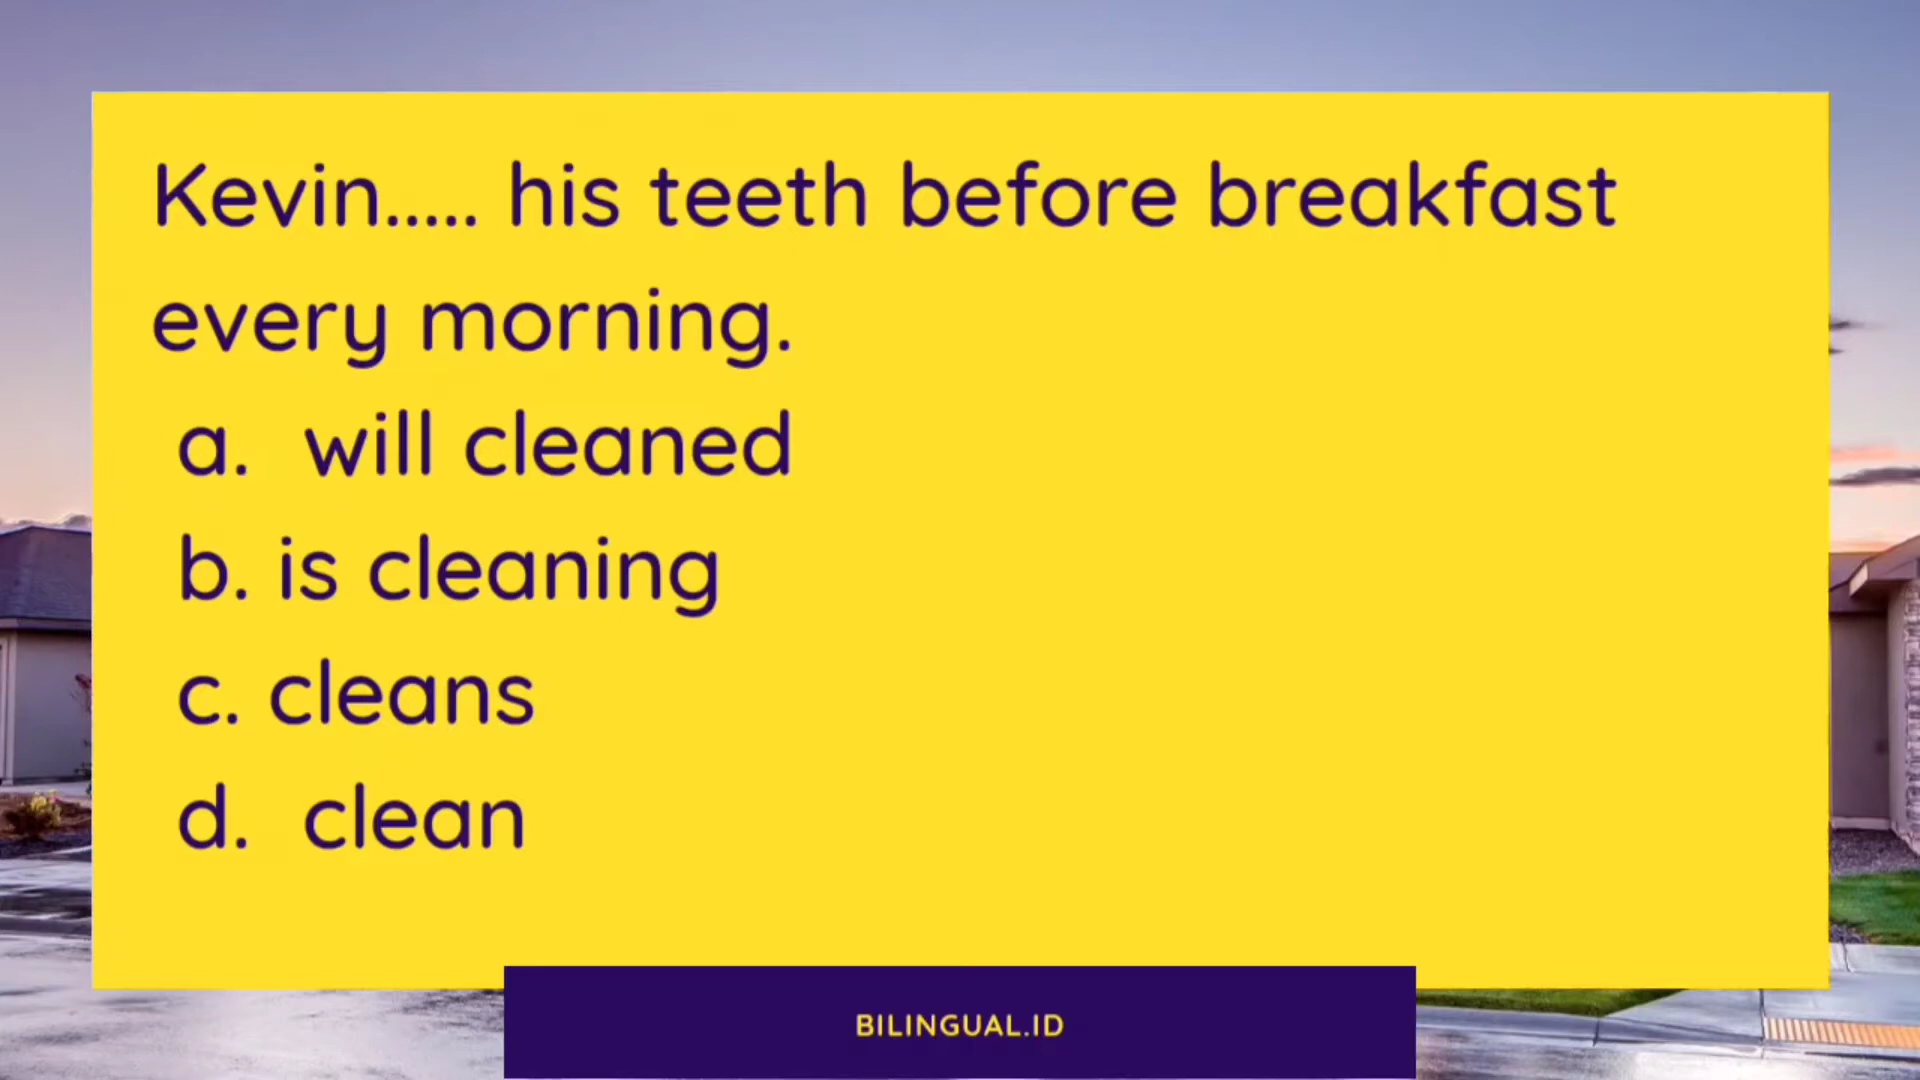 Kevin..... his teeth before breakfast
every morning.
a. will cleaned
b. is cleaning
c. cleans
d. clean
BILINGUAL.ID